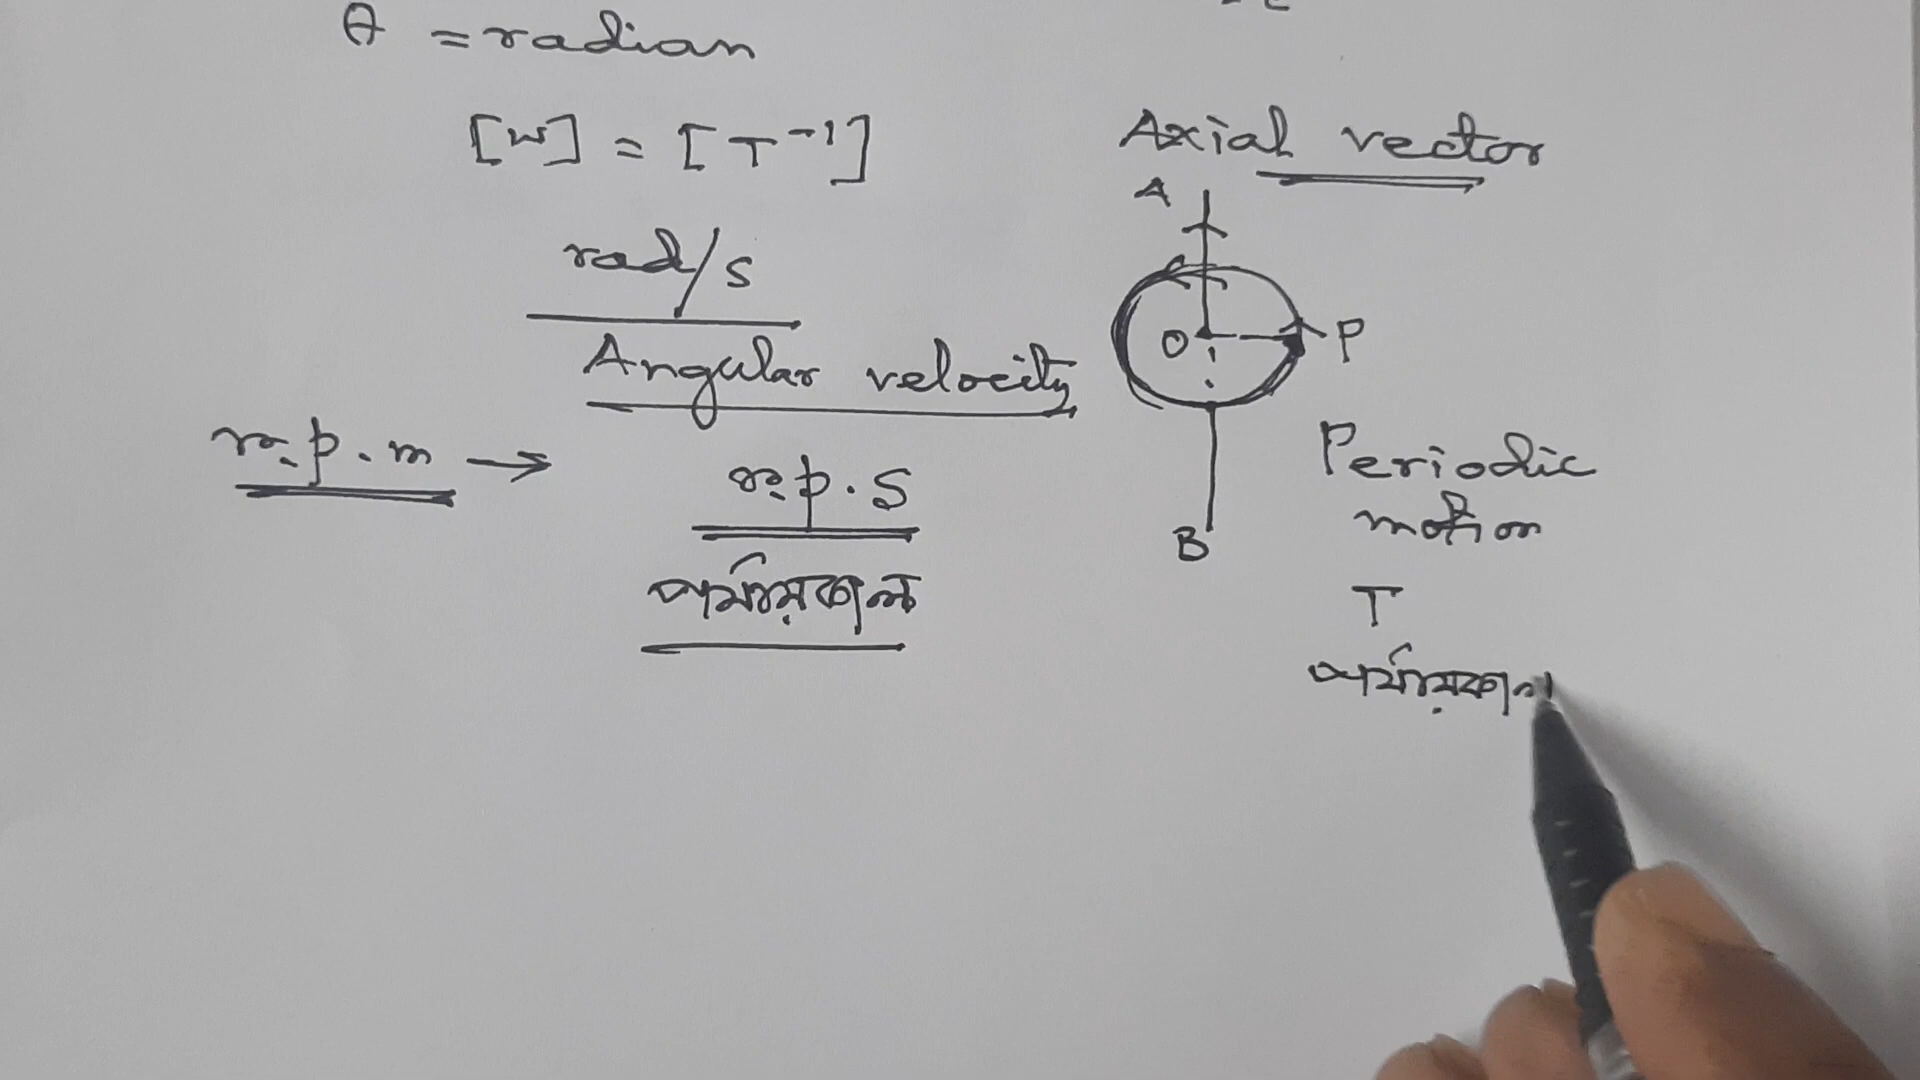 θ = radian
[ω] = [T⁻¹]
rad/s
Angular velocity
r.p.m →
r.p.s
পর্যায়কাল
Axial vector
A
O
P
B
Periodic
motion
T
পর্যায়কাল